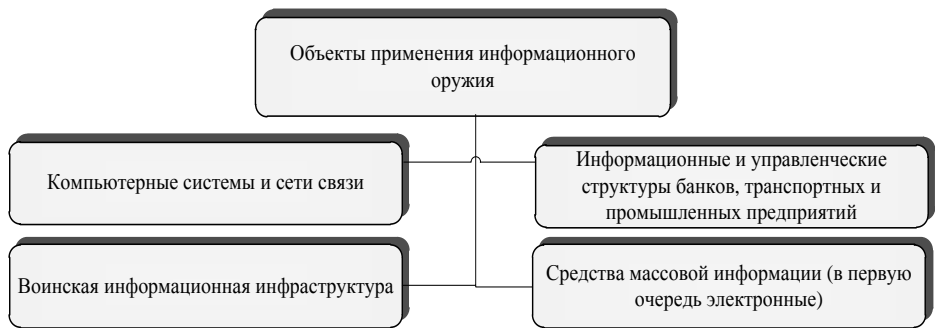 Объекты применения информационного
оружия
Компьютерные системы и сети связи
Информационные и управленческие
структуры банков, транспортных и
промышленных предприятий
Воинская информационная инфраструктура
Средства массовой информации (в первую
очередь электронные)